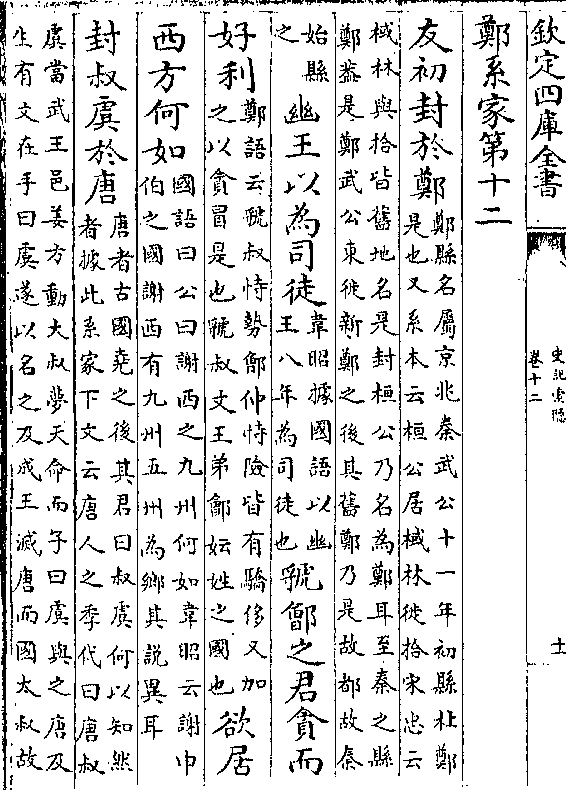 欽定四庫全書
史記索隱
卷十二
十一
鄭系家第十二
友初封於鄭
鄭縣名屬京兆秦武公十一年初縣杜鄭
是也又系本云桓公居棫林徙拾宋忠云
棫林與拾皆舊地名是封桓公乃名為鄭耳至秦之縣
鄭蓋是鄭武公東徙新鄭之後其舊鄭乃是故都故秦
始縣
之
幽王以為司徒
韋昭據國語以幽
王八年為司徒也
虢鄶之君貪而
好利
鄭語云虢叔恃勢鄶仲恃險皆有驕侈又加
之以貪冒是也虢叔文王弟鄶妘姓之國也
欲居
西方何如
國語曰公曰謝西之九州何如韋昭云謝申
伯之國謝西有九州五州為鄉其說異耳
封叔虞於唐
唐者古國堯之後其君曰叔虞何以知然
者據此系家下文云唐人之季代曰唐叔
虞當武王邑姜方動大叔夢天命而子曰虞與之唐及
生有文在手曰虞遂以名之及成王滅唐而國太叔故